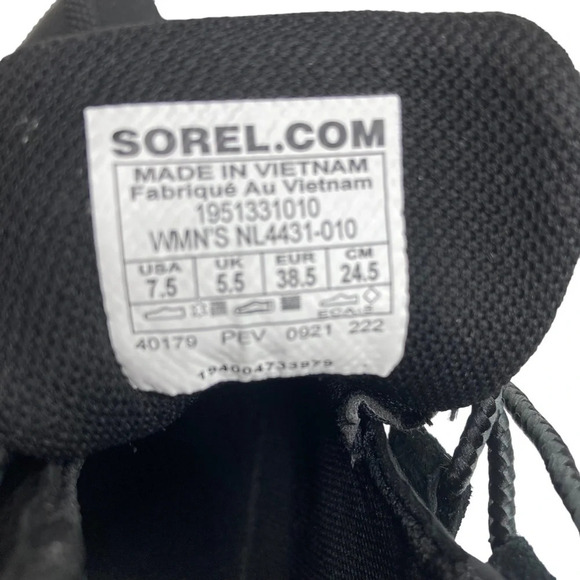 SOREL.COM
MADE IN VIETNAM
Fabriqué Au Vietnam
1951331010
WMN'S NL4431-010
USA UK EUR CM
7.5 5.5 38.5 24.5
40179 PEV 0921 222
194004733975